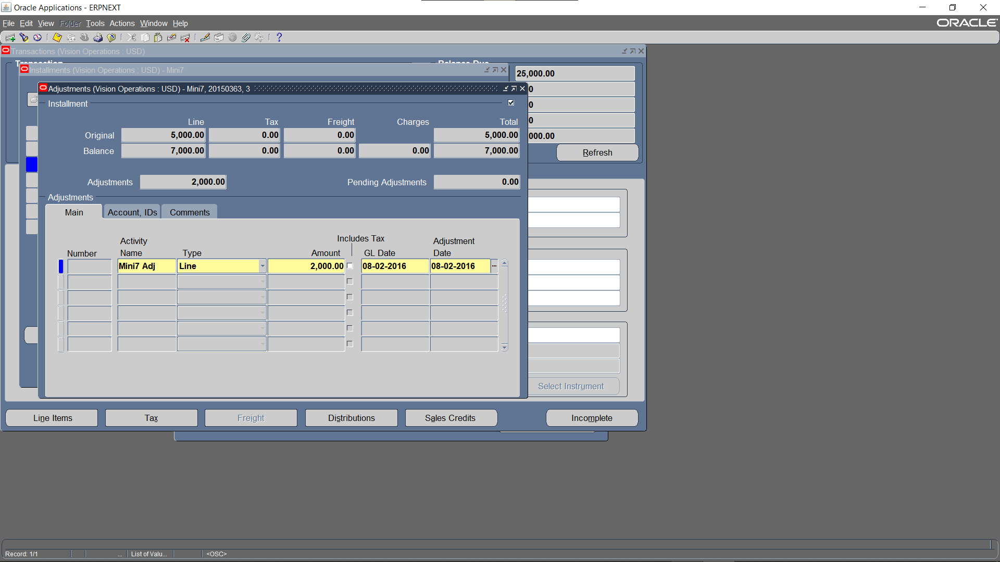 Oracle Applications - ERPNEXT
File Edit View Folder Tools Actions Window Help
ORACLE
Transactions (Vision Operations : USD)
Transaction
Balance Due
Installments (Vision Operations : USD) - Mini7
25,000.00
Adjustments (Vision Operations : USD) - Mini7, 20150363, 3
Installment
Line Tax Freight Charges Total
Original 5,000.00 0.00 0.00 5,000.00
Balance 7,000.00 0.00 0.00 0.00 7,000.00
000.00
Refresh
Adjustments 2,000.00 Pending Adjustments 0.00
Adjustments
Main Account, IDs Comments
Includes Tax
Activity Adjustment
Number Name Type Amount GL Date Date
Mini7 Adj Line 2,000.00 08-02-2016 08-02-2016 ...
Select Instrument
Line Items Tax Freight Distributions Sales Credits Incomplete
Record: 1/1 ... List of Valu... <OSC>